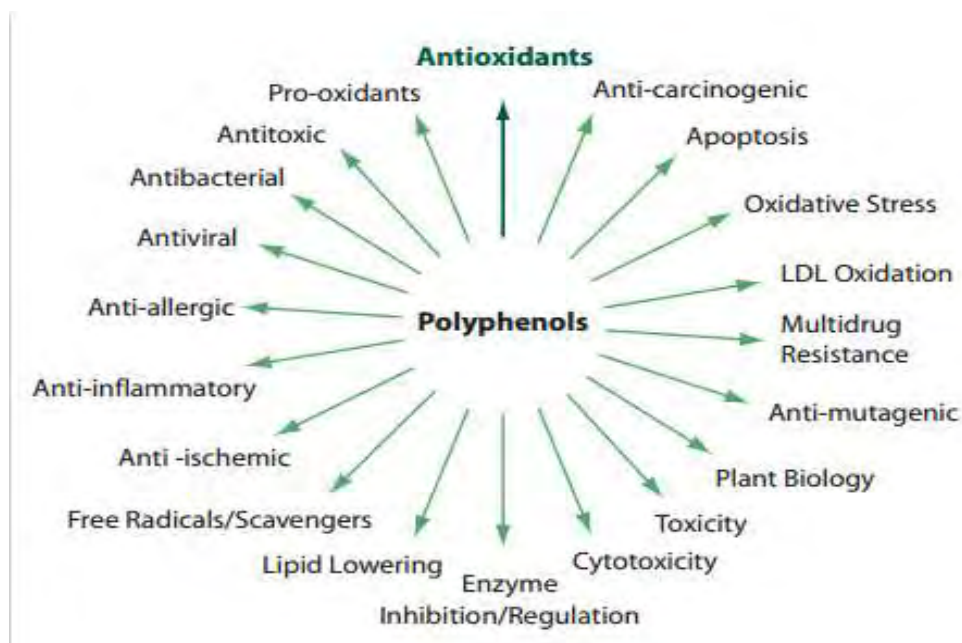 Antioxidants
Pro-oxidants
Anti-carcinogenic
Antitoxic
Apoptosis
Antibacterial
Oxidative Stress
Antiviral
LDL Oxidation
Anti-allergic
Polyphenols
Multidrug
Resistance
Anti-inflammatory
Anti-mutagenic
Anti -ischemic
Plant Biology
Free Radicals/Scavengers
Toxicity
Lipid Lowering
Cytotoxicity
Enzyme
Inhibition/Regulation